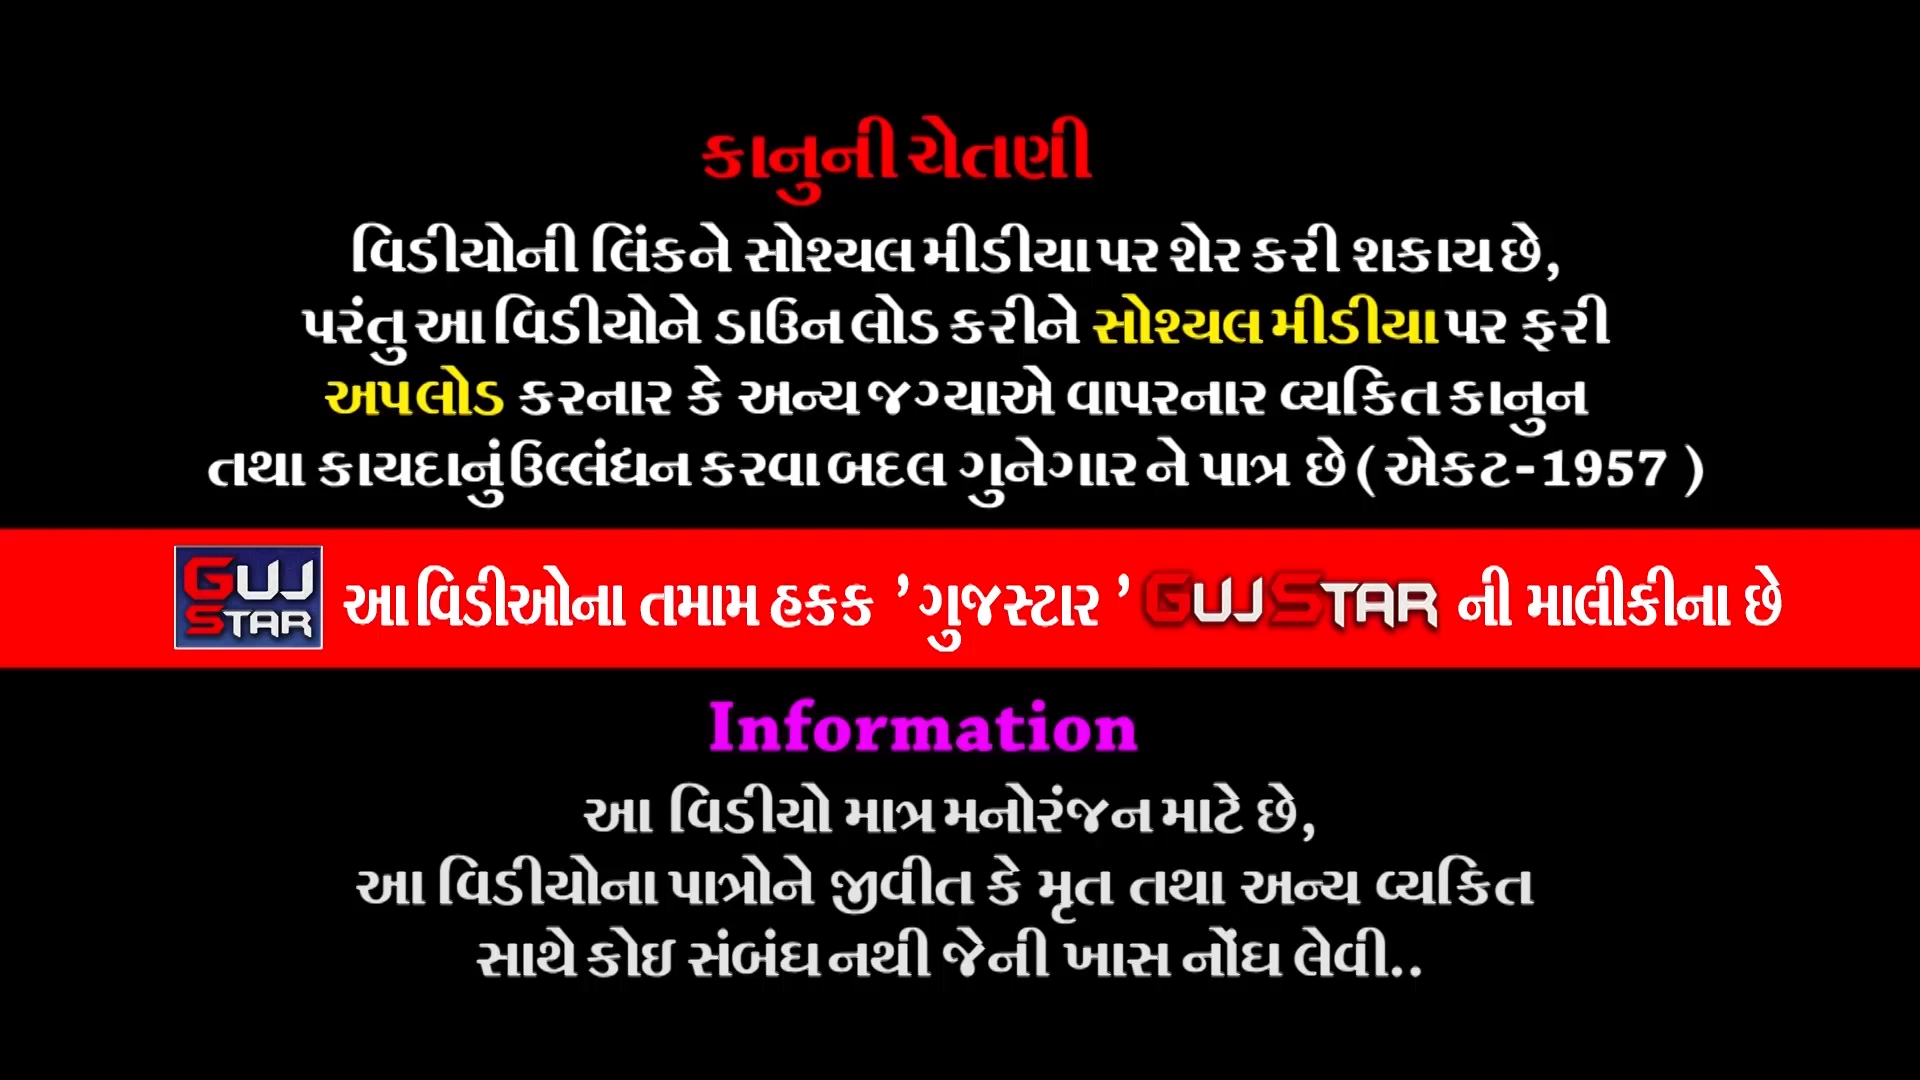 કાનુની ચેતણી
વિડીયોની લિંકને સોશ્યલ મીડીયા પર શેર કરી શકાય છે,
પરંતુ આ વિડીયોને ડાઉન લોડ કરીને સોશ્યલ મીડીયા પર ફરી
અપલોડ કરનાર કે અન્ય જગ્યાએ વાપરનાર વ્યકિત કાનુન
તથા કાયદાનું ઉલ્લંઘન કરવા બદલ ગુનેગાર ને પાત્ર છે ( એકટ-1957 )
GUJ STAR આ વિડીઓના તમામ હકક ’ ગુજસ્ટાર ’ GUJSTAR ની માલીકીના છે
Information
આ વિડીયો માત્ર મનોરંજન માટે છે,
આ વિડીયોના પાત્રોને જીવીત કે મૃત તથા અન્ય વ્યકિત
સાથે કોઇ સંબંઘ નથી જેની ખાસ નોંઘ લેવી..